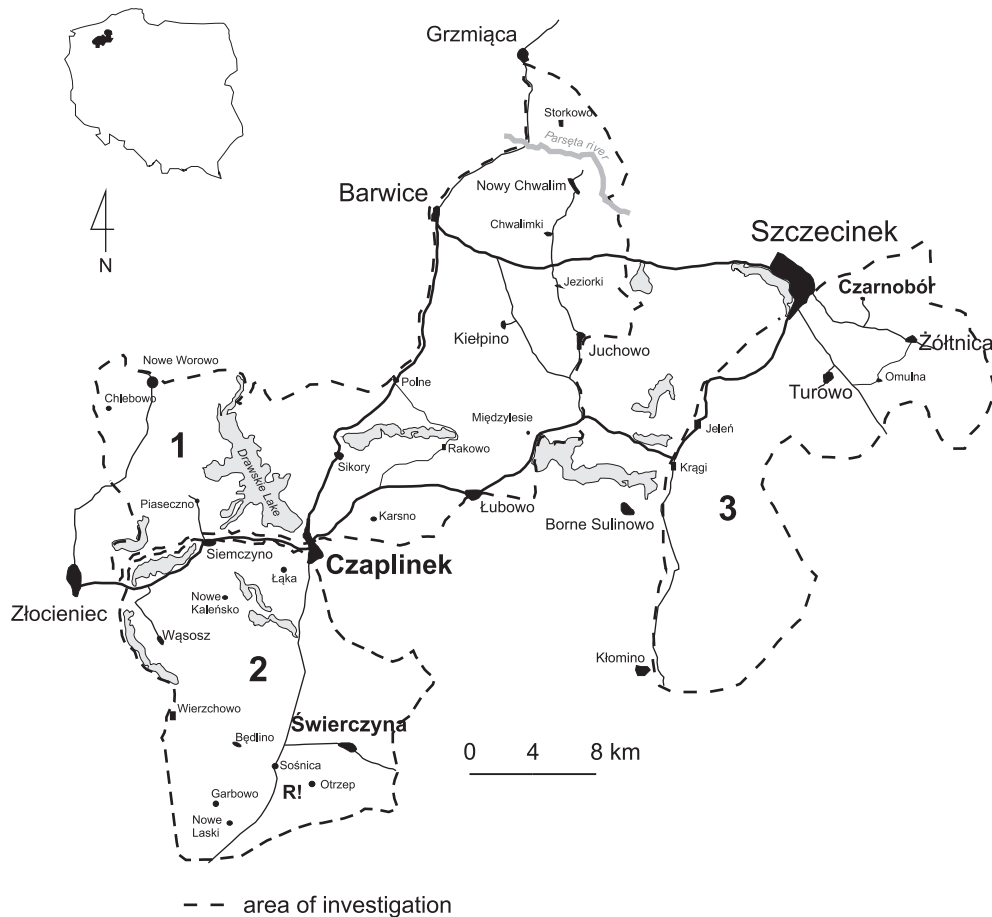 Grzmiąca
Storkowo
Parsęta river
Nowy Chwalim
Barwice
N
Chwalimki
Szczecinek
Jeziorki
Czarnobór
Kiełpino
Juchowo
Żółtnica
Nowe Worowo
Polne
Omulna
Turowo
Chlebowo
Międzylesie
1
Jeleń
Drawskie Lake
Rakowo
Sikory
Krągi
3
Piaseczno
Łubowo
Borne Sulinowo
Karsno
Siemczyno
Czaplinek
Łąka
Złocieniec
Nowe
Kaleńsko
Wąsosz
2
Kłomino
Wierzchowo
Świerczyna
Będlino
0 4 8 km
Sośnica
R!
Otrzep
Garbowo
Nowe
Laski
area of investigation